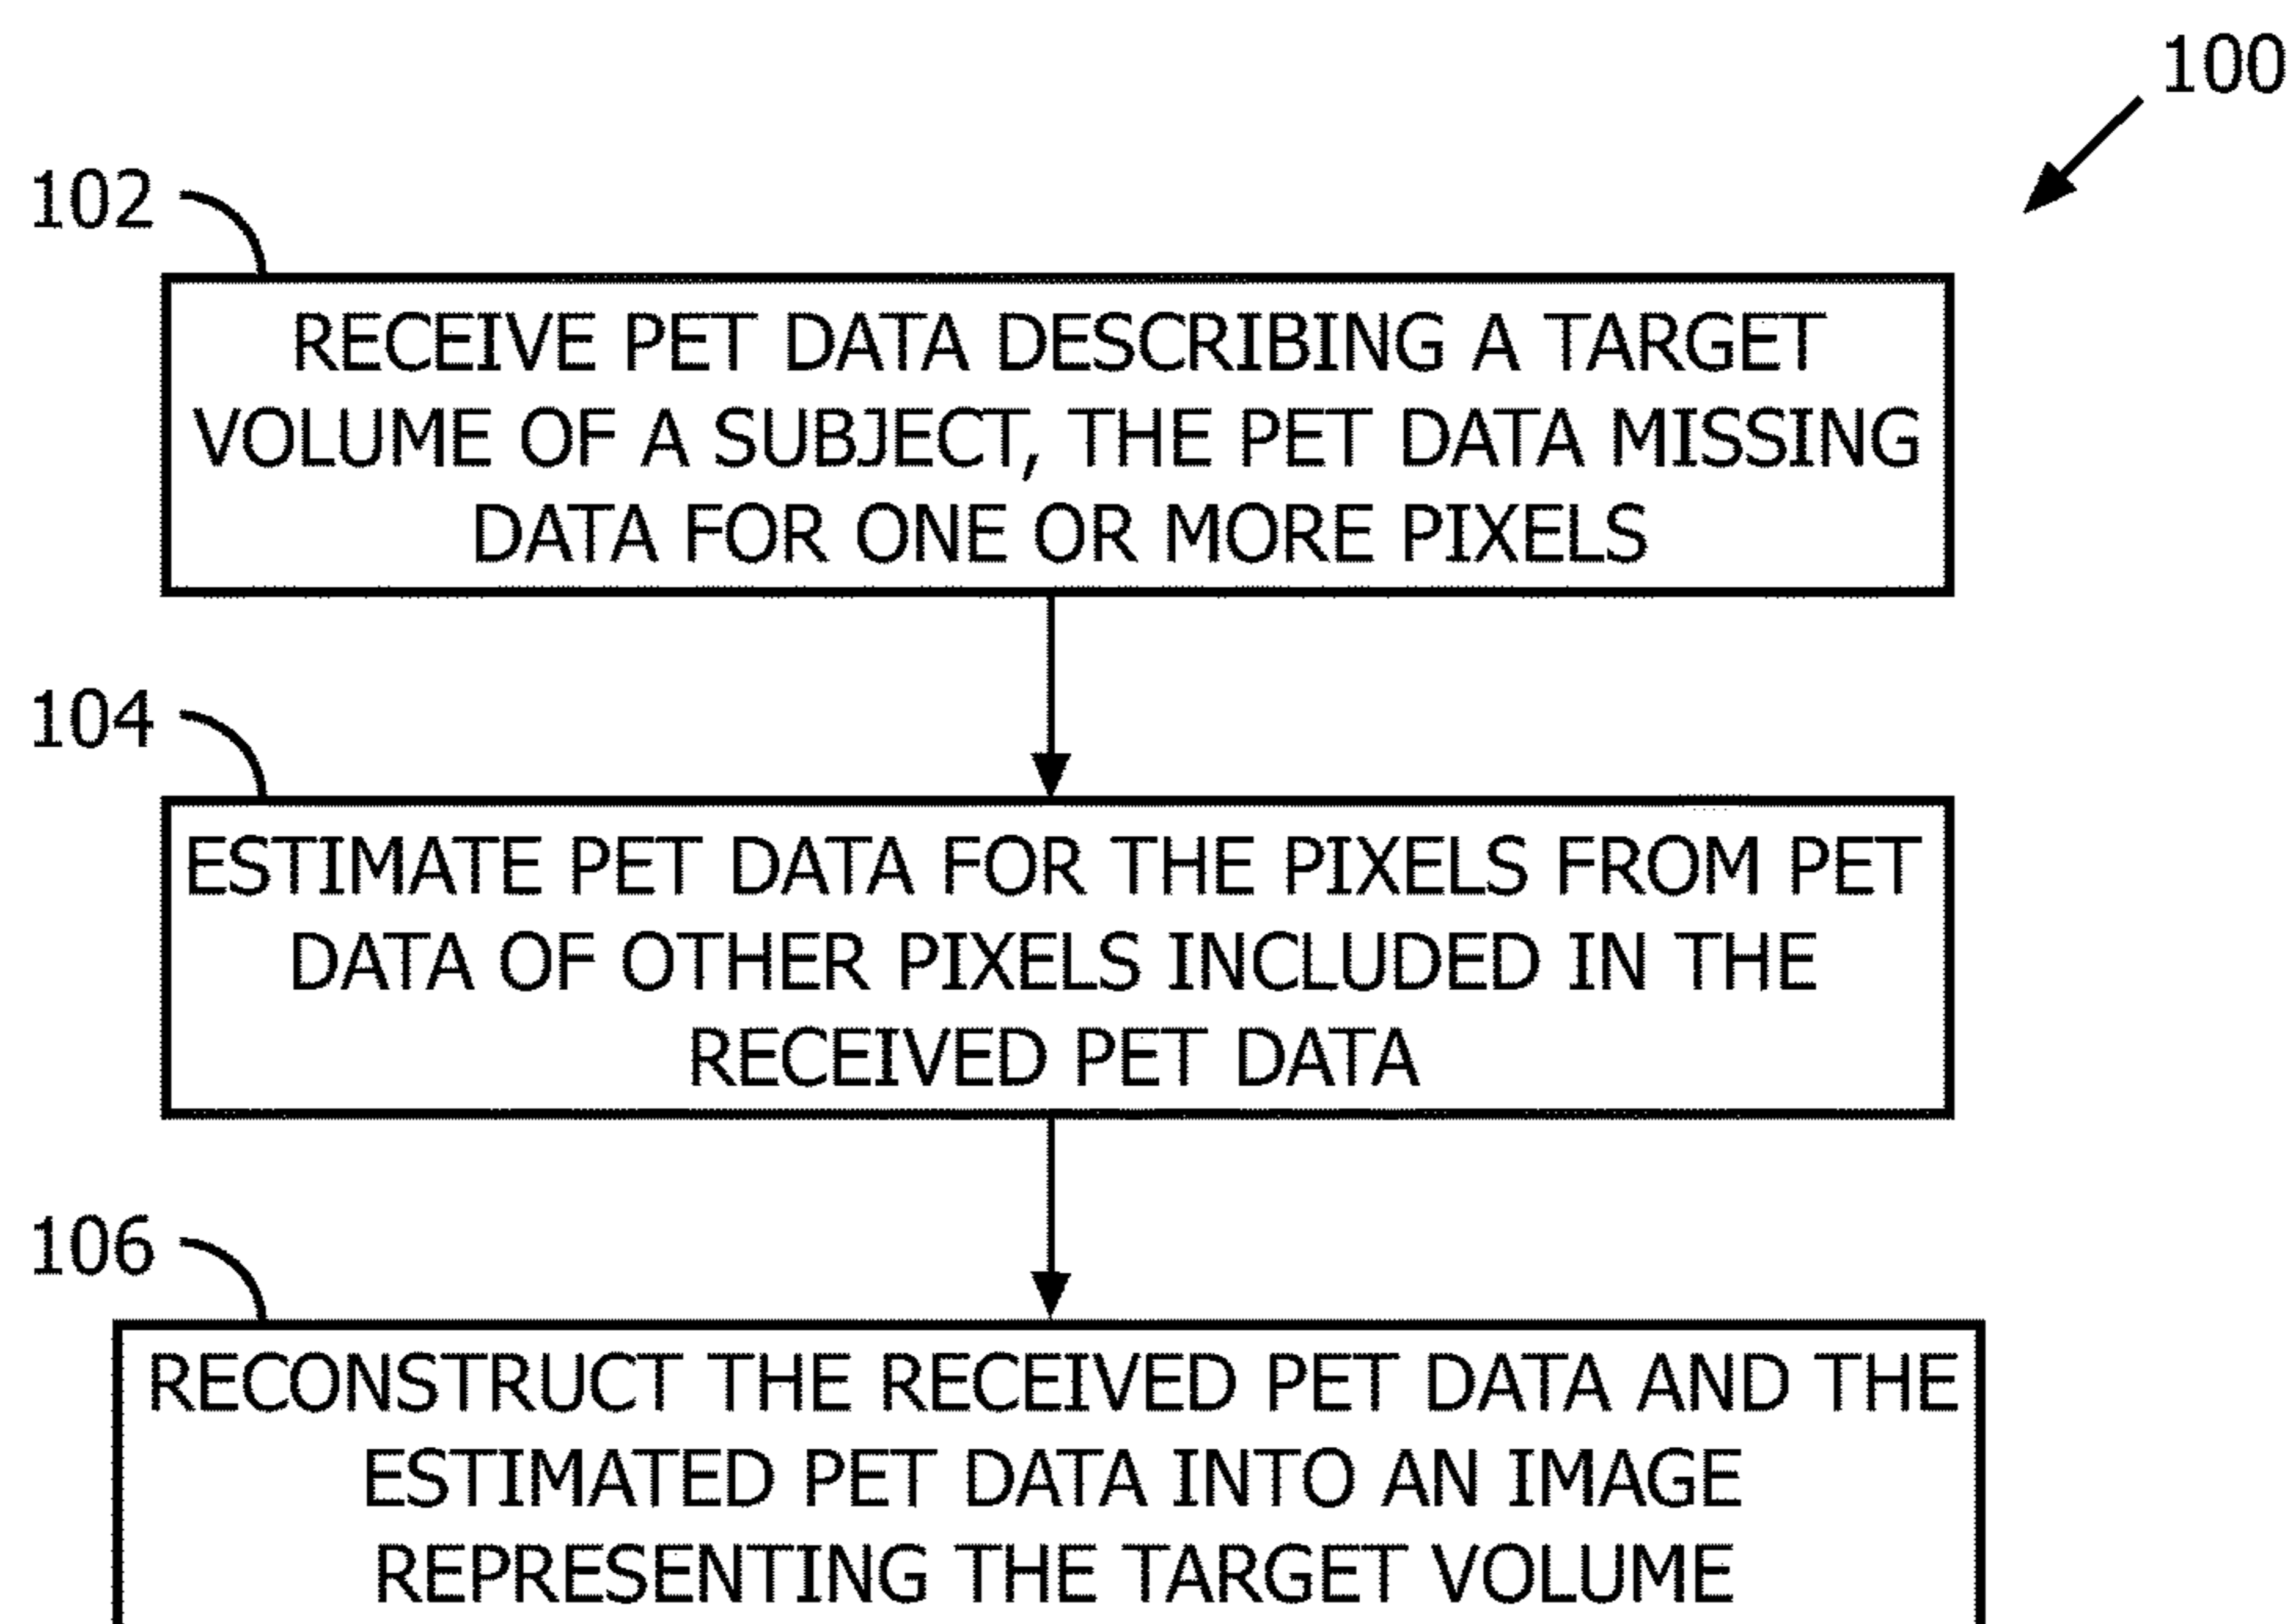 100
102
RECEIVE PET DATA DESCRIBING A TARGET
VOLUME OF A SUBJECT, THE PET DATA MISSING
DATA FOR ONE OR MORE PIXELS
104
ESTIMATE PET DATA FOR THE PIXELS FROM PET
DATA OF OTHER PIXELS INCLUDED IN THE
RECEIVED PET DATA
106
RECONSTRUCT THE RECEIVED PET DATA AND THE
ESTIMATED PET DATA INTO AN IMAGE
REPRESENTING THE TARGET VOLUME